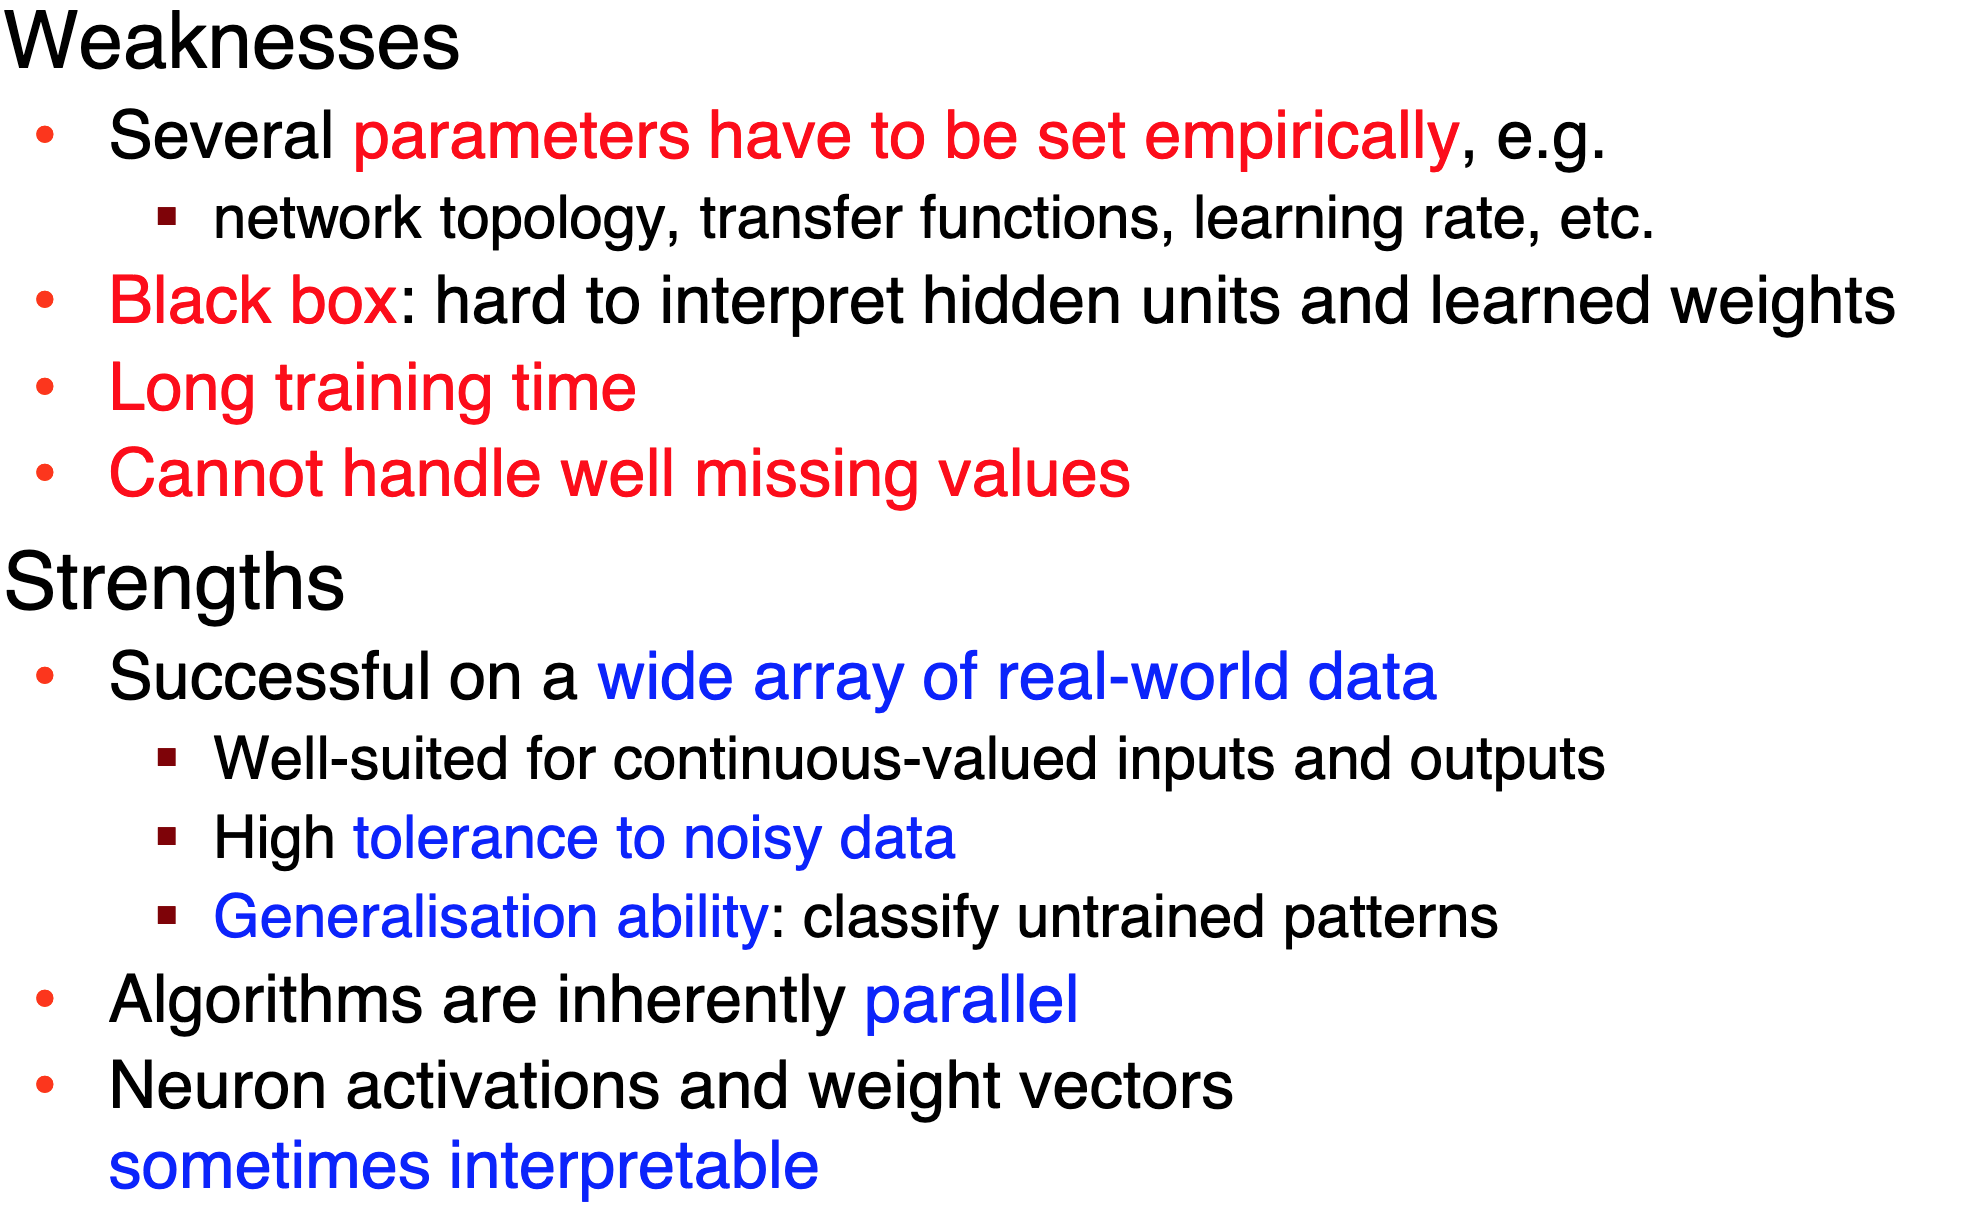 Weaknesses
• Several parameters have to be set empirically, e.g.
▪ network topology, transfer functions, learning rate, etc.
• Black box: hard to interpret hidden units and learned weights
• Long training time
• Cannot handle well missing values
Strengths
• Successful on a wide array of real-world data
▪ Well-suited for continuous-valued inputs and outputs
▪ High tolerance to noisy data
▪ Generalisation ability: classify untrained patterns
• Algorithms are inherently parallel
• Neuron activations and weight vectors
sometimes interpretable